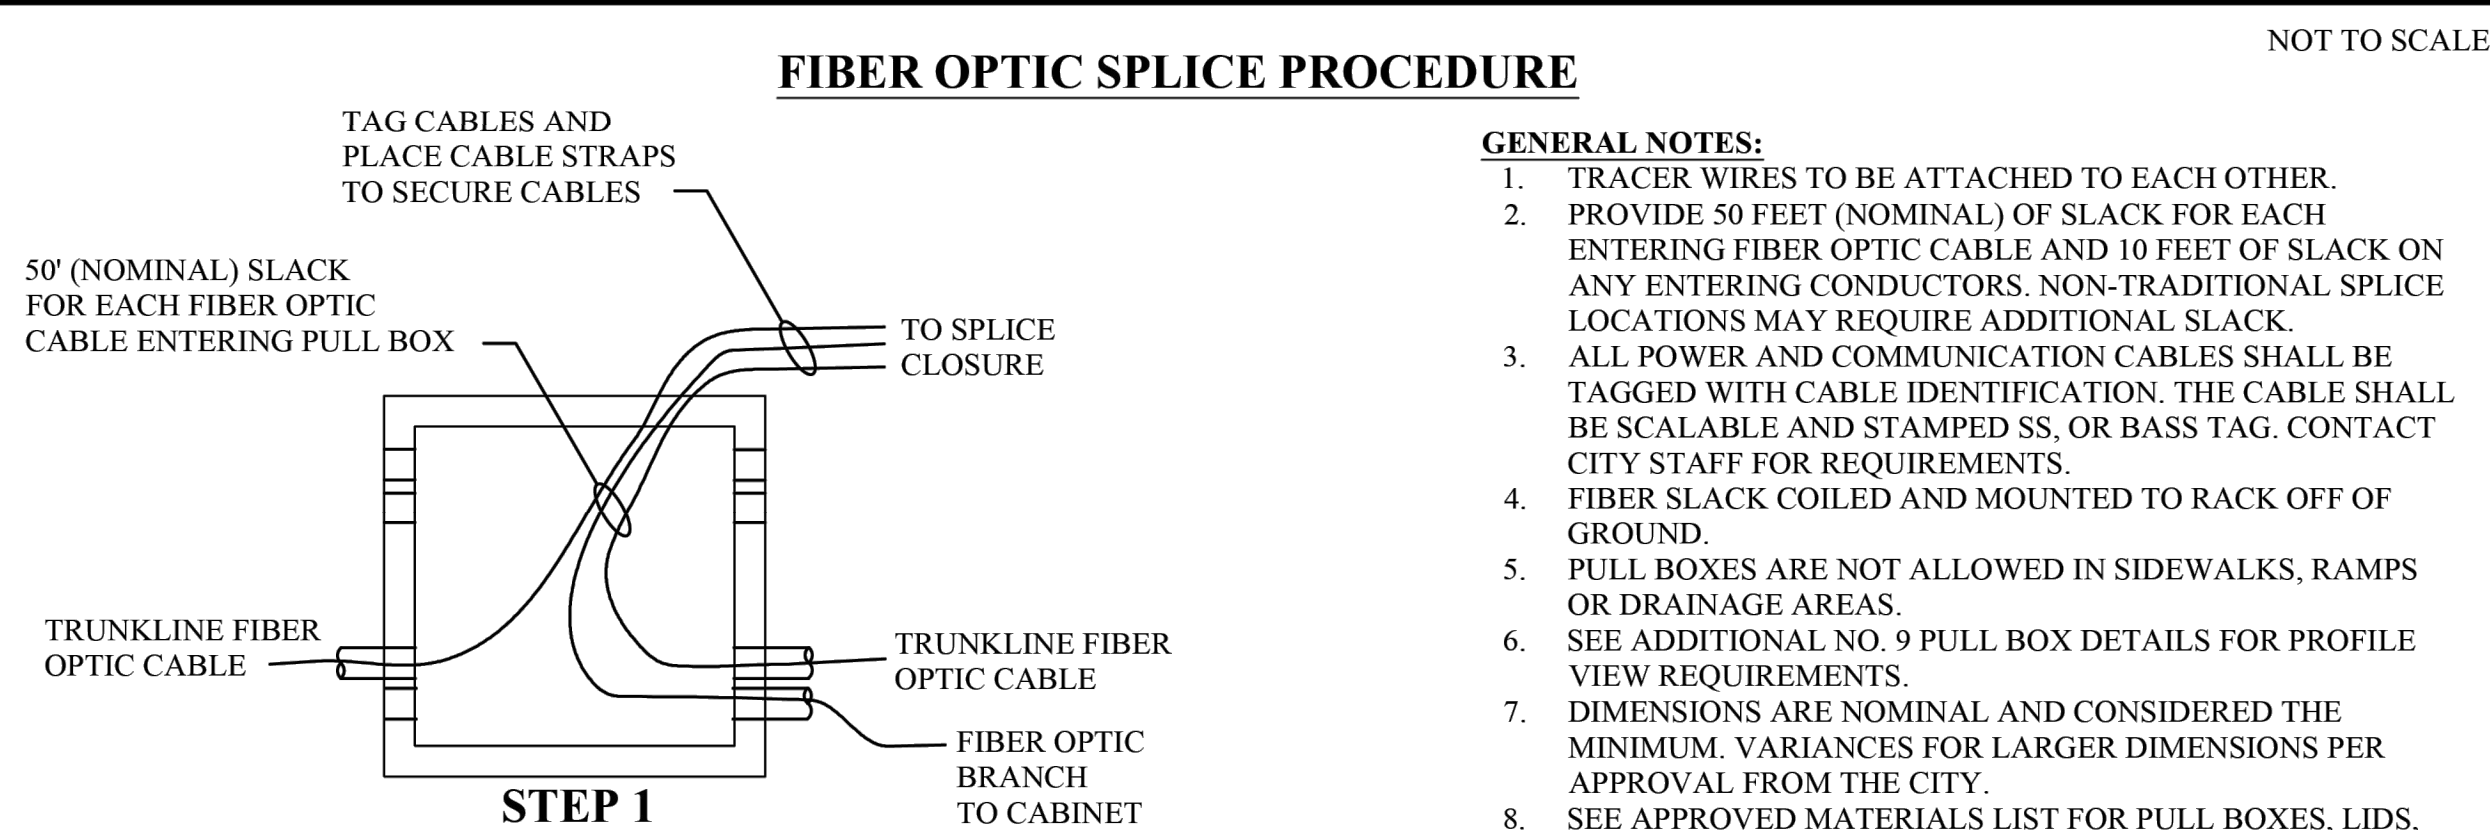 NOT TO SCALE
FIBER OPTIC SPLICE PROCEDURE
TAG CABLES AND
PLACE CABLE STRAPS
TO SECURE CABLES
50' (NOMINAL) SLACK
FOR EACH FIBER OPTIC
CABLE ENTERING PULL BOX
TO SPLICE
CLOSURE
TRUNKLINE FIBER
OPTIC CABLE
TRUNKLINE FIBER
OPTIC CABLE
FIBER OPTIC
BRANCH
TO CABINET
STEP 1
GENERAL NOTES:
1. TRACER WIRES TO BE ATTACHED TO EACH OTHER.
2. PROVIDE 50 FEET (NOMINAL) OF SLACK FOR EACH
ENTERING FIBER OPTIC CABLE AND 10 FEET OF SLACK ON
ANY ENTERING CONDUCTORS. NON-TRADITIONAL SPLICE
LOCATIONS MAY REQUIRE ADDITIONAL SLACK.
3. ALL POWER AND COMMUNICATION CABLES SHALL BE
TAGGED WITH CABLE IDENTIFICATION. THE CABLE SHALL
BE SCALABLE AND STAMPED SS, OR BASS TAG. CONTACT
CITY STAFF FOR REQUIREMENTS.
4. FIBER SLACK COILED AND MOUNTED TO RACK OFF OF
GROUND.
5. PULL BOXES ARE NOT ALLOWED IN SIDEWALKS, RAMPS
OR DRAINAGE AREAS.
6. SEE ADDITIONAL NO. 9 PULL BOX DETAILS FOR PROFILE
VIEW REQUIREMENTS.
7. DIMENSIONS ARE NOMINAL AND CONSIDERED THE
MINIMUM. VARIANCES FOR LARGER DIMENSIONS PER
APPROVAL FROM THE CITY.
8. SEE APPROVED MATERIALS LIST FOR PULL BOXES, LIDS,